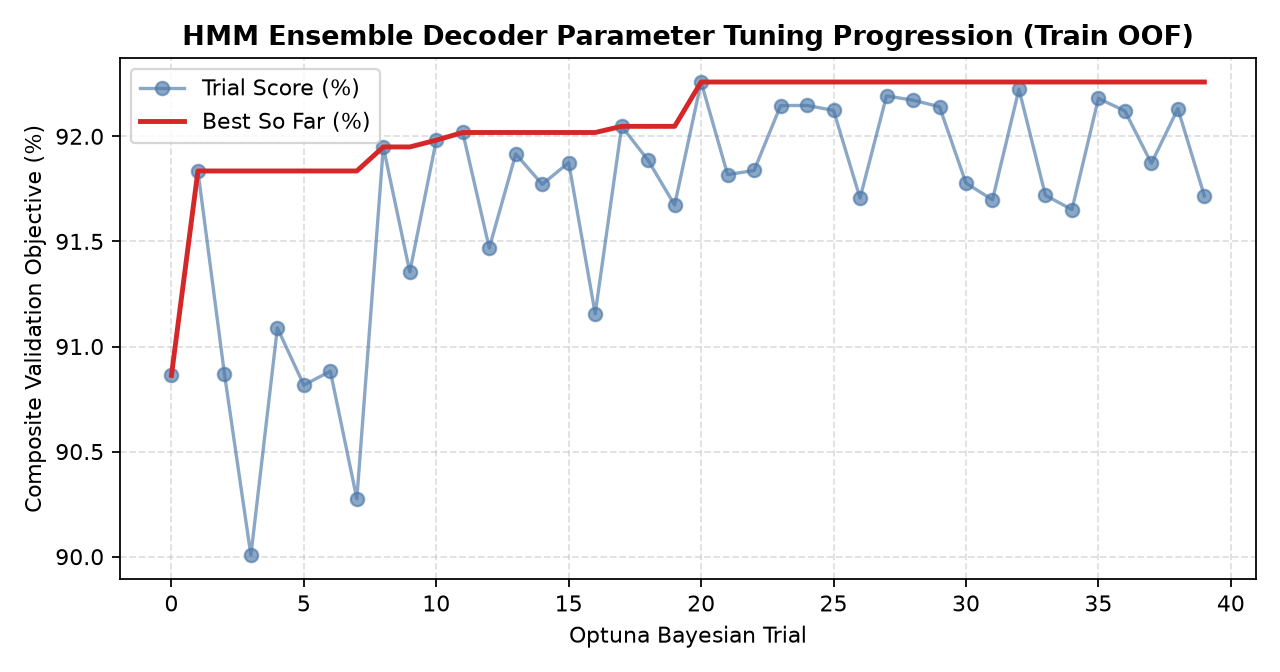 HMM Ensemble Decoder Parameter Tuning Progression (Train OOF)
Trial Score (%)
Best So Far (%)
Composite Validation Objective (%)
92.0
91.5
91.0
90.5
90.0
0 5 10 15 20 25 30 35 40
Optuna Bayesian Trial